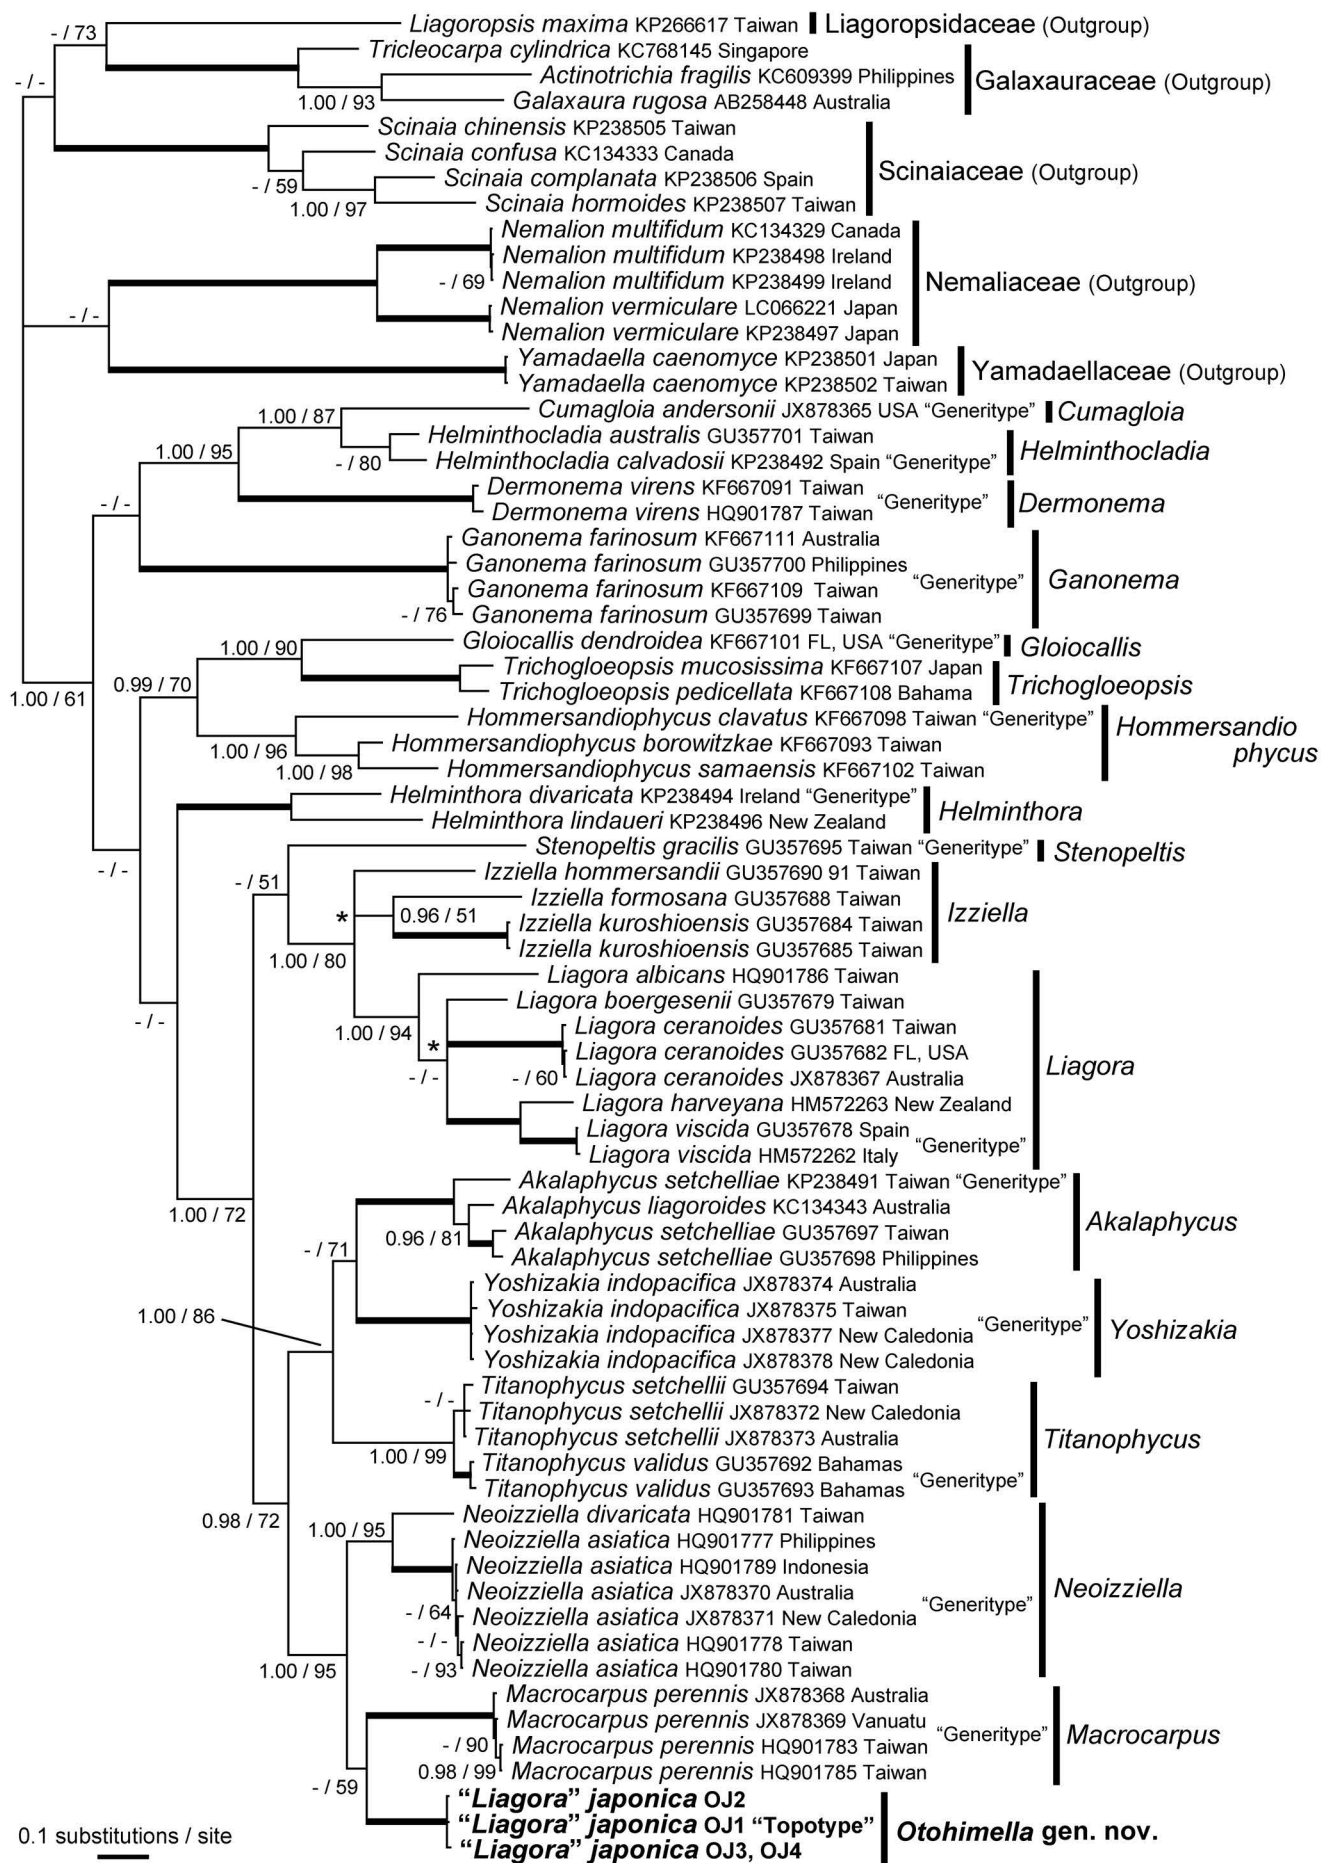 Liagoropsis maxima KP266617 Taiwan Liagoropsidaceae (Outgroup)
- / 73
Tricleocarpa cylindrica KC768145 Singapore
Actinotrichia fragilis KC609399 Philippines
- / -
Galaxauraceae (Outgroup)
1.00 / 93
Galaxaura rugosa AB258448 Australia
Scinaia chinensis KP238505 Taiwan
Scinaia confusa KC134333 Canada
Scinaiaceae (Outgroup)
Scinaia complanata KP238506 Spain
- / 59
1.00 / 97
Scinaia hormoides KP238507 Taiwan
Nemalion multifidum KC134329 Canada
Nemalion multifidum KP238498 Ireland
- / 69
Nemalion multifidum KP238499 Ireland
Nemaliaceae (Outgroup)
Nemalion vermiculare LC066221 Japan
- / -
Nemalion vermiculare KP238497 Japan
Yamadaella caenomyce KP238501 Japan
Yamadaellaceae (Outgroup)
Yamadaella caenomyce KP238502 Taiwan
1.00 / 87
Cumagloia andersonii JX878365 USA “Generitype” Cumagloia
Helminthocladia australis GU357701 Taiwan
1.00 / 95
Helminthocladia
- / 80
Helminthocladia calvadosii KP238492 Spain “Generitype”
Dermonema virens KF667091 Taiwan
- / -
“Generitype” Dermonema
Dermonema virens HQ901787 Taiwan
Ganonema farinosum KF667111 Australia
Ganonema farinosum GU357700 Philippines
“Generitype” Ganonema
Ganonema farinosum KF667109 Taiwan
- / 76
Ganonema farinosum GU357699 Taiwan
1.00 / 90
Gloiocallis dendroidea KF667101 FL, USA “Generitype” Gloiocallis
Trichogloeopsis mucosissima KF667107 Japan
1.00 / 61
0.99 / 70
Trichogloeopsis
Trichogloeopsis pedicellata KF667108 Bahama
Hommersandiophycus clavatus KF667098 Taiwan “Generitype”
Hommersandio
phycus
1.00 / 96
Hommersandiophycus borowitzkae KF667093 Taiwan
1.00 / 98
Hommersandiophycus samaensis KF667102 Taiwan
Helminthora divaricata KP238494 Ireland “Generitype”
Helminthora
Helminthora lindaueri KP238496 New Zealand
Stenopeltis gracilis GU357695 Taiwan “Generitype” Stenopeltis
- / -
- / 51
Izziella hommersandii GU357690 91 Taiwan
Izziella formosana GU357688 Taiwan
*
0.96 / 51
Izziella
Izziella kuroshioensis GU357684 Taiwan
Izziella kuroshioensis GU357685 Taiwan
1.00 / 80
Liagora albicans HQ901786 Taiwan
Liagora boergesenii GU357679 Taiwan
- / -
1.00 / 94
Liagora ceranoides GU357681 Taiwan
*
Liagora ceranoides GU357682 FL, USA
Liagora
- / -
- / 60
Liagora ceranoides JX878367 Australia
Liagora harveyana HM572263 New Zealand
Liagora viscida GU357678 Spain
“Generitype”
Liagora viscida HM572262 Italy
Akalaphycus setchelliae KP238491 Taiwan “Generitype”
Akalaphycus liagoroides KC134343 Australia
1.00 / 72
Akalaphycus
0.96 / 81
Akalaphycus setchelliae GU357697 Taiwan
- / 71
Akalaphycus setchelliae GU357698 Philippines
Yoshizakia indopacifica JX878374 Australia
Yoshizakia indopacifica JX878375 Taiwan
1.00 / 86
“Generitype” Yoshizakia
Yoshizakia indopacifica JX878377 New Caledonia
Yoshizakia indopacifica JX878378 New Caledonia
Titanophycus setchellii GU357694 Taiwan
- / -
Titanophycus setchellii JX878372 New Caledonia
Titanophycus setchellii JX878373 Australia
Titanophycus
1.00 / 99
Titanophycus validus GU357692 Bahamas
“Generitype”
Titanophycus validus GU357693 Bahamas
Neoizziella divaricata HQ901781 Taiwan
0.98 / 72
1.00 / 95
Neoizziella asiatica HQ901777 Philippines
Neoizziella asiatica HQ901789 Indonesia
Neoizziella
Neoizziella asiatica JX878370 Australia
“Generitype”
- / 64
Neoizziella asiatica JX878371 New Caledonia
- / -
Neoizziella asiatica HQ901778 Taiwan
- / 93
Neoizziella asiatica HQ901780 Taiwan
1.00 / 95
Macrocarpus perennis JX878368 Australia
Macrocarpus perennis JX878369 Vanuatu
“Generitype” Macrocarpus
- / 90
Macrocarpus perennis HQ901783 Taiwan
0.98 / 99
Macrocarpus perennis HQ901785 Taiwan
- / 59
“Liagora” japonica OJ2
“Liagora” japonica OJ1 “Topotype”
Otohimella gen. nov.
“Liagora” japonica OJ3, OJ4
0.1 substitutions / site